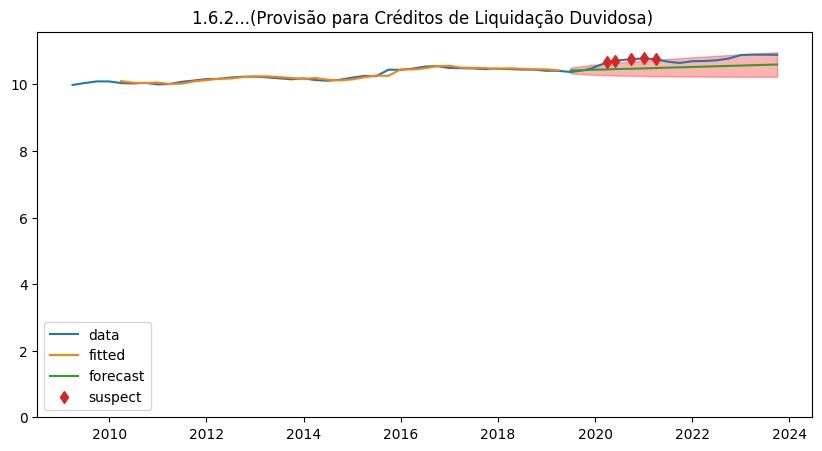 1.6.2...(Provisão para Créditos de Liquidação Duvidosa)
10
8
6
4
2
0
data
fitted
forecast
suspect
2010 2012 2014 2016 2018 2020 2022 2024